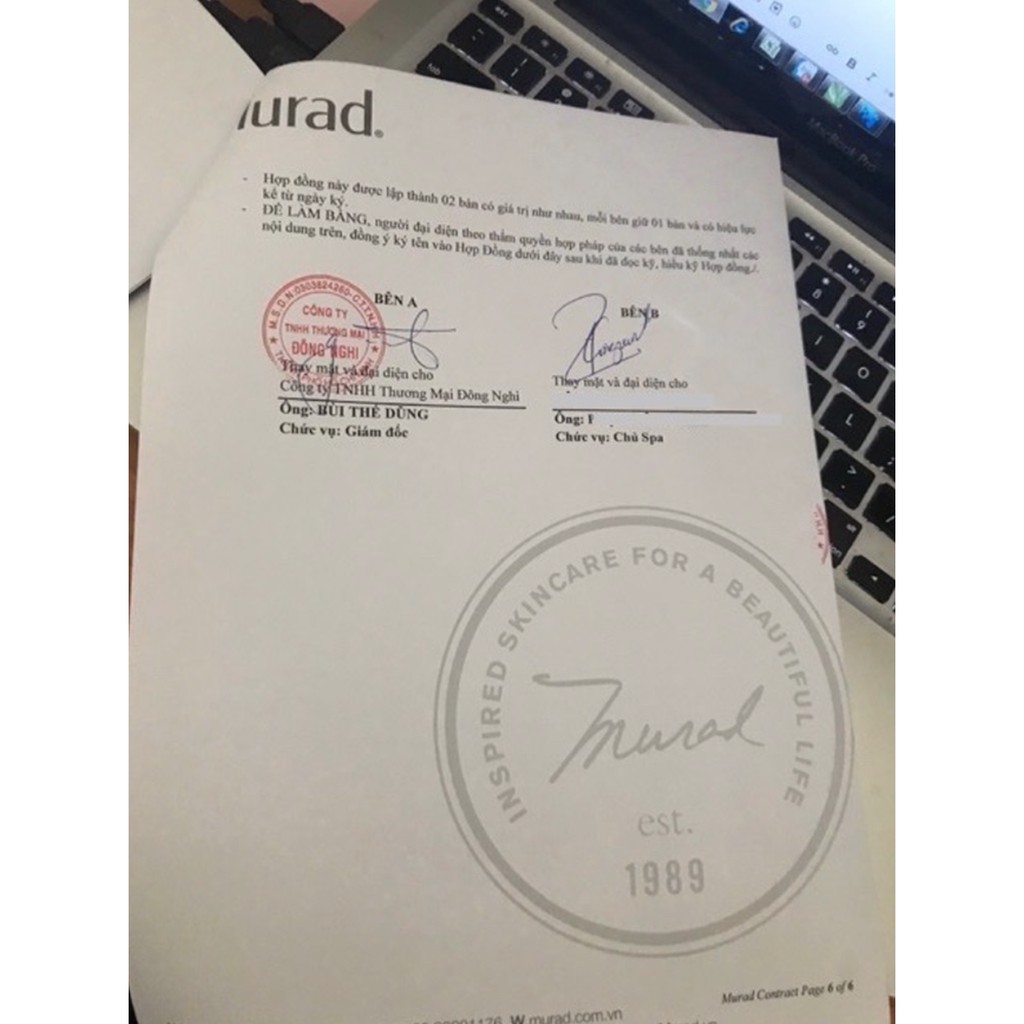 urad.
- Hợp đồng này được lập thành 02 bản có giá trị như nhau, mỗi bên giữ 01 bản và có hiệu lực
kể từ ngày ký.
- ĐỂ LÀM BẰNG, người đại diện theo thẩm quyền hợp pháp của các bên đã thống nhất các
nội dung trên, đồng ý ký tên vào Hợp Đồng dưới đây sau khi đã đọc kỹ, hiểu kỹ Hợp đồng./.
BÊN A
BÊN B
M.S.D.N:0303824260-C.T.T.N.H.H
CÔNG TY
TNHH THƯƠNG MẠI
ĐÔNG NGHI
Thay mặt và đại diện cho
Công ty TNHH Thương Mại Đông Nghi
Ông: BÙI THẾ DŨNG
Chức vụ: Giám đốc
Thay mặt và đại diện cho
Ông:
Chức vụ: Chủ Spa
INSPIRED SKINCARE FOR A BEAUTIFUL LIFE
Murad
est.
1989
Murad Contract Page 6 of 6
W murad.com.vn
MacBook Pro